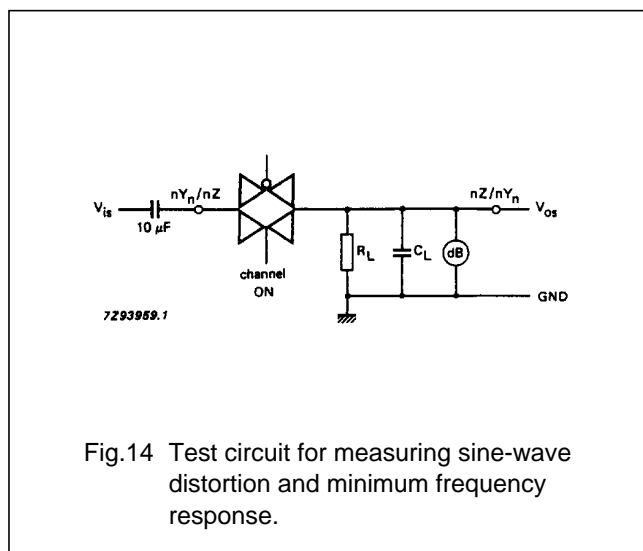 V_is
10 μF
nY_n/nZ
channel
ON
R_L
C_L
dB
nZ/nY_n
V_os
GND
7Z93959.1
Fig.14 Test circuit for measuring sine-wave
distortion and minimum frequency
response.